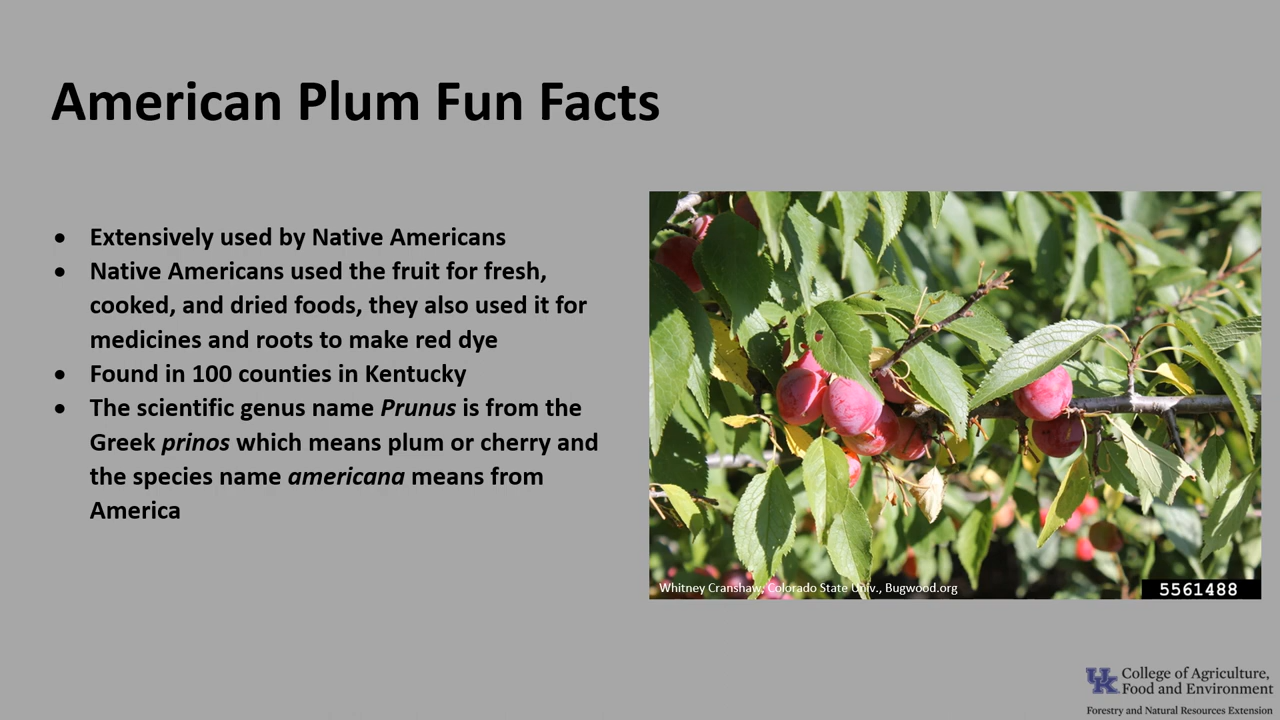 American Plum Fun Facts
• Extensively used by Native Americans
• Native Americans used the fruit for fresh,
cooked, and dried foods, they also used it for
medicines and roots to make red dye
• Found in 100 counties in Kentucky
• The scientific genus name Prunus is from the
Greek prinos which means plum or cherry and
the species name americana means from
America
Whitney Cranshaw, Colorado State Univ., Bugwood.org
5561488
UK College of Agriculture,
Food and Environment
Forestry and Natural Resources Extension